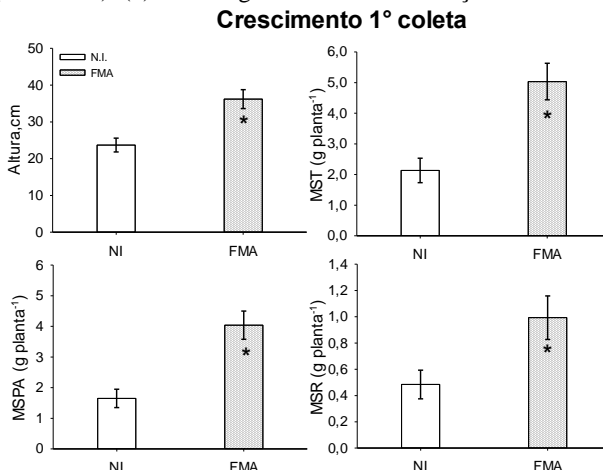 Crescimento 1° coleta
Altura,cm
50
40
30
20
10
0
N.I.
FMA
*
NI
FMA
MST (g planta⁻¹)
6,0
5,0
4,0
3,0
2,0
1,0
0,0
*
NI
FMA
MSPA (g planta⁻¹)
6
5
4
3
2
1
0
*
NI
FMA
MSR (g planta⁻¹)
1,4
1,2
1,0
0,8
0,6
0,4
0,2
0,0
*
NI
FMA